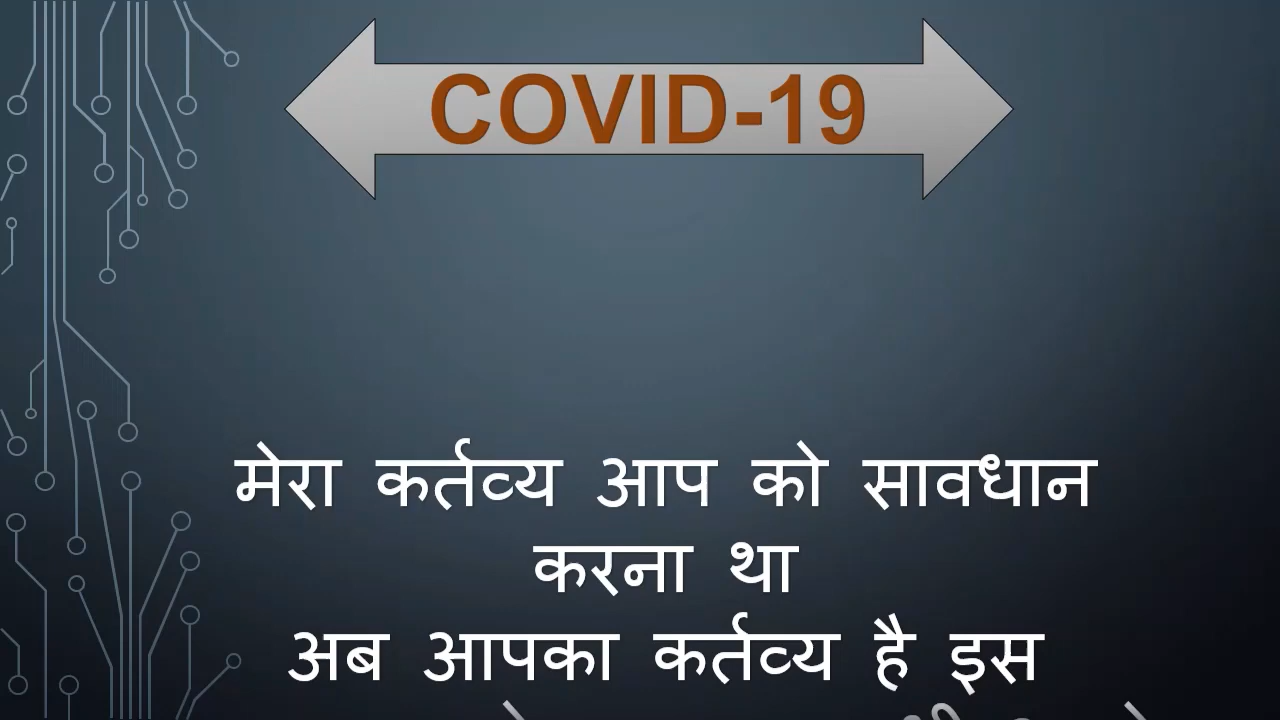 COVID-19
मेरा कर्तव्य आप को सावधान
करना था
अब आपका कर्तव्य है इस